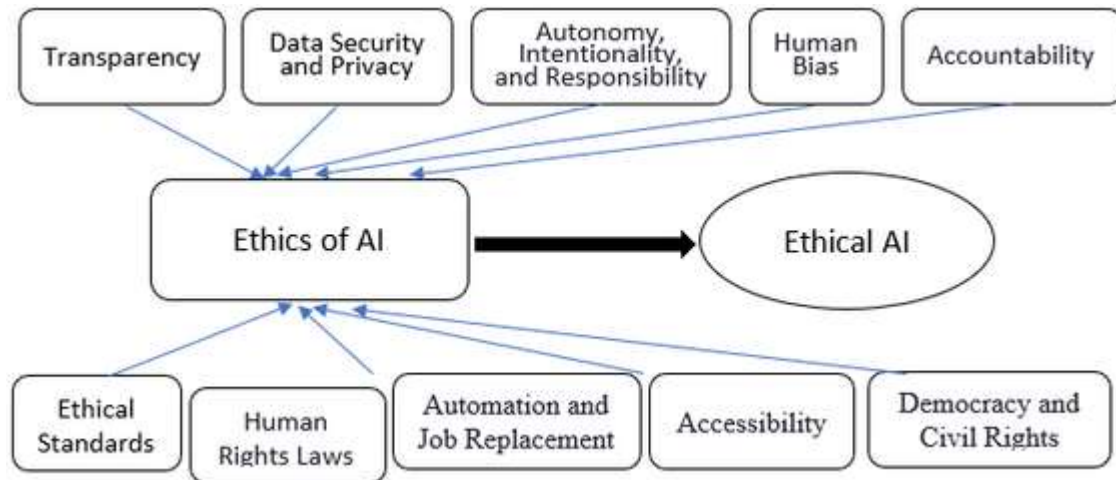 Transparency
Data Security
and Privacy
Autonomy,
Intentionality,
and Responsibility
Human
Bias
Accountability
Ethics of AI
Ethical AI
Ethical
Standards
Human
Rights Laws
Automation and
Job Replacement
Accessibility
Democracy and
Civil Rights